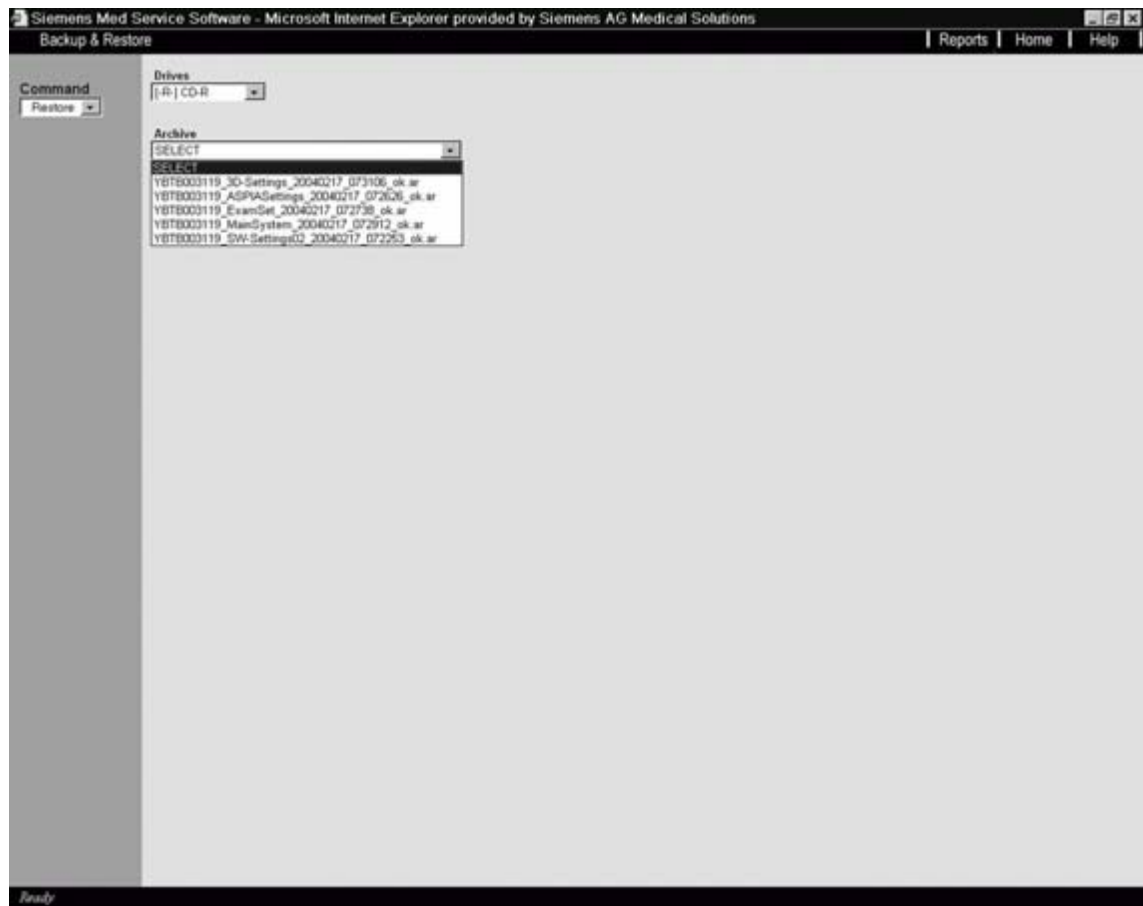 Siemens Med Service Software - Microsoft Internet Explorer provided by Siemens AG Medical Solutions
Backup & Restore
Reports
Home
Help
Command
Restore
Drives
[-R-] CD-R
Archive
SELECT
SELECT
YBTB003119_3D-Settings_20040217_073106_ok.ar
YBTB003119_ASPIASettings_20040217_072626_ok.ar
YBTB003119_ExamSet_20040217_072738_ok.ar
YBTB003119_MainSystem_20040217_072912_ok.ar
YBTB003119_SW-Settings02_20040217_072253_ok.ar
Ready